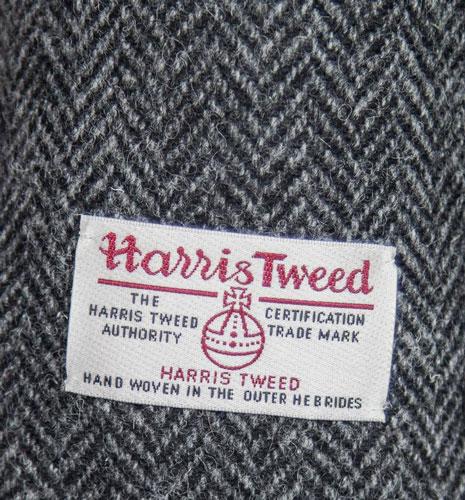 Harris Tweed
THE
HARRIS TWEED
AUTHORITY
CERTIFICATION
TRADE MARK
HARRIS TWEED
HAND WOVEN IN THE OUTER HEBRIDES